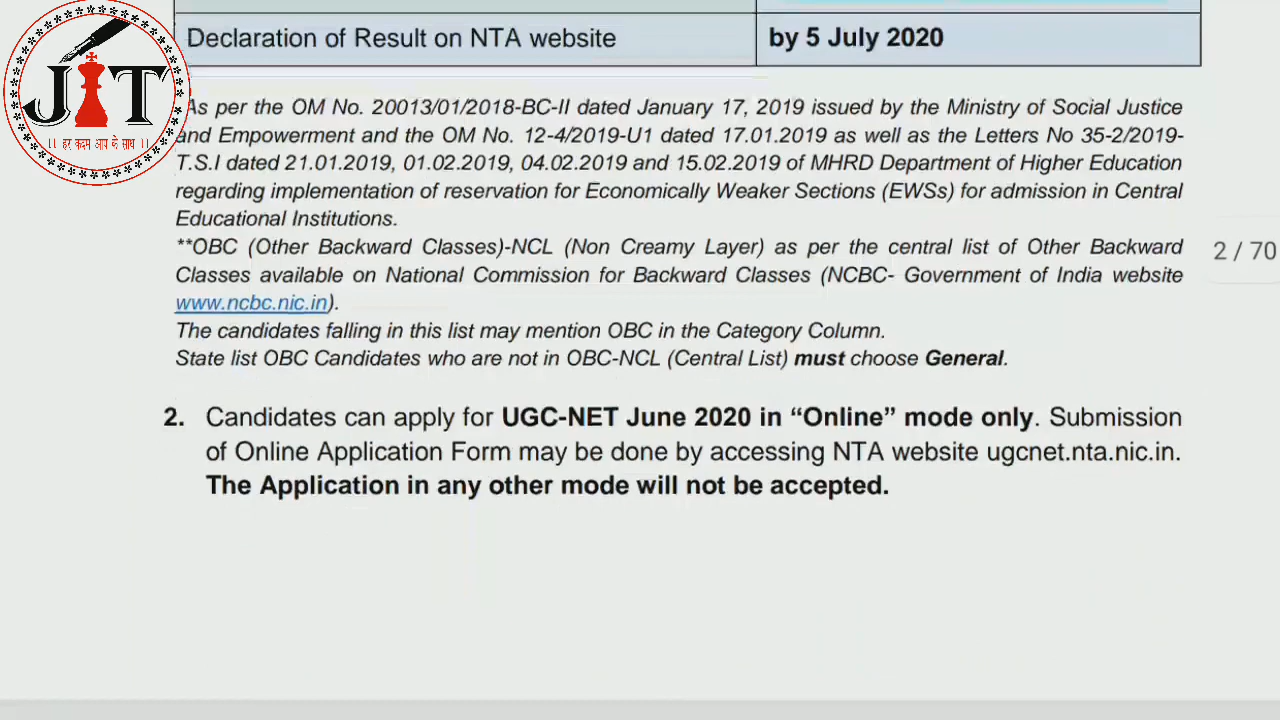 JIT
|| हर कदम आप के साथ ||
Declaration of Result on NTA website by 5 July 2020
As per the OM No. 20013/01/2018-BC-II dated January 17, 2019 issued by the Ministry of Social Justice
and Empowerment and the OM No. 12-4/2019-U1 dated 17.01.2019 as well as the Letters No 35-2/2019-
T.S.I dated 21.01.2019, 01.02.2019, 04.02.2019 and 15.02.2019 of MHRD Department of Higher Education
regarding implementation of reservation for Economically Weaker Sections (EWSs) for admission in Central
Educational Institutions.
**OBC (Other Backward Classes)-NCL (Non Creamy Layer) as per the central list of Other Backward
Classes available on National Commission for Backward Classes (NCBC- Government of India website
www.ncbc.nic.in).
The candidates falling in this list may mention OBC in the Category Column.
State list OBC Candidates who are not in OBC-NCL (Central List) must choose General.
2 / 70
2. Candidates can apply for UGC-NET June 2020 in “Online” mode only. Submission
of Online Application Form may be done by accessing NTA website ugcnet.nta.nic.in.
The Application in any other mode will not be accepted.